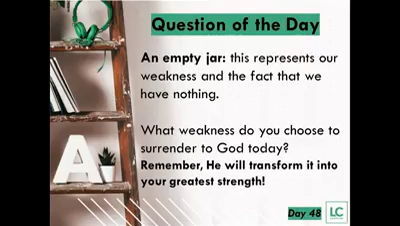 Question of the Day
An empty jar: this represents our
weakness and the fact that we
have nothing.
What weakness do you choose to
surrender to God today?
Remember, He will transform it into
your greatest strength!
A
Day 48
LC